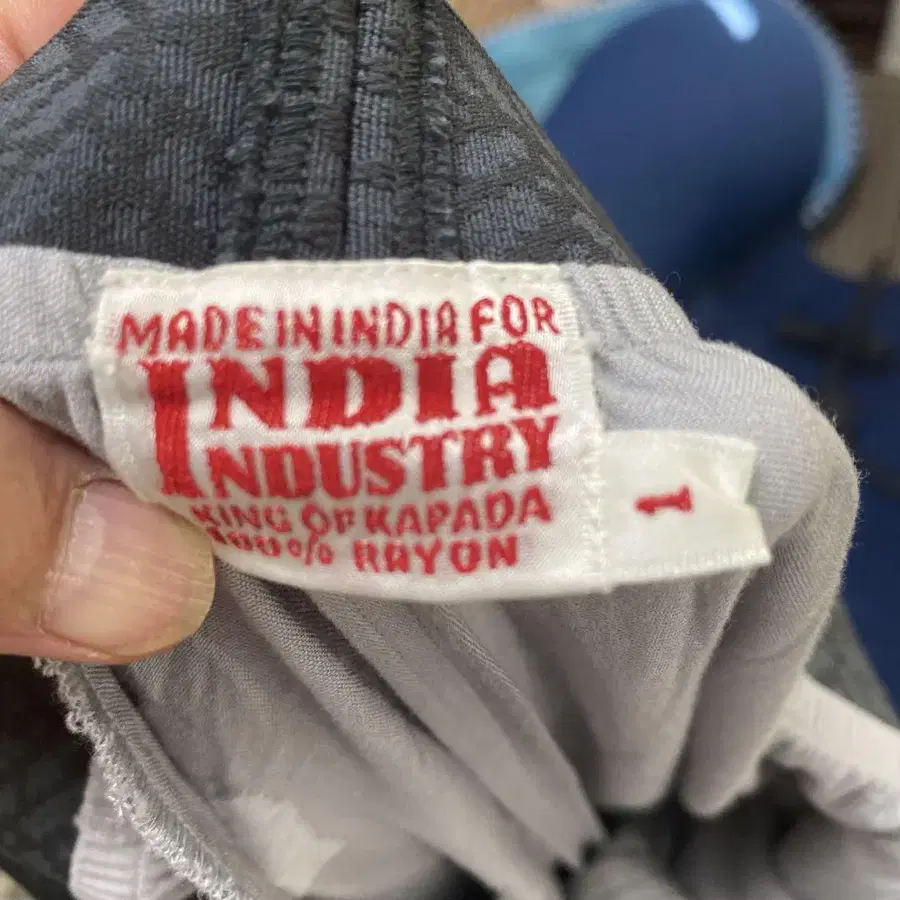 MADE IN INDIA FOR
INDIA
INDUSTRY
KING OF KAPADA
100% RAYON
1